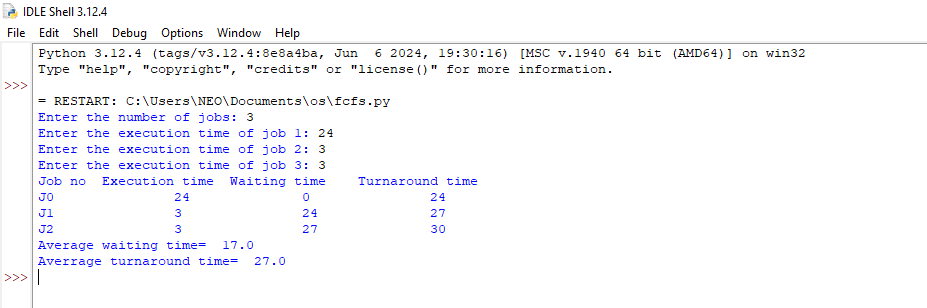 IDLE Shell 3.12.4
File Edit Shell Debug Options Window Help
Python 3.12.4 (tags/v3.12.4:8e8a4ba, Jun  6 2024, 19:30:16) [MSC v.1940 64 bit (AMD64)] on win32
Type "help", "copyright", "credits" or "license()" for more information.
>>>
= RESTART: C:\Users\NEO\Documents\os\fcfs.py
Enter the number of jobs: 3
Enter the execution time of job 1: 24
Enter the execution time of job 2: 3
Enter the execution time of job 3: 3
Job no  Execution time  Waiting time    Turnaround time
J0               24              0               24
J1               3               24              27
J2               3               27              30
Average waiting time=  17.0
Averrage turnaround time=  27.0
>>>